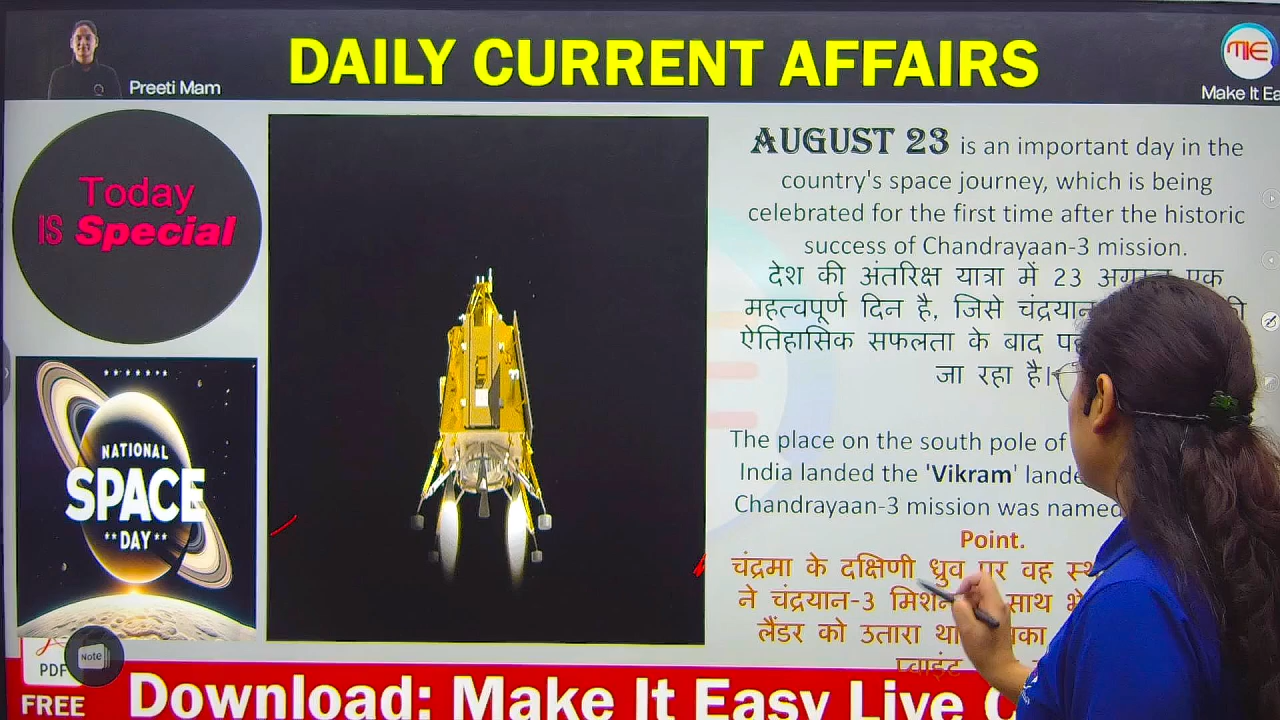 Preeti Mam
DAILY CURRENT AFFAIRS
MIE
Make It Ea
Today
IS Special
NATIONAL
SPACE
DAY
AUGUST 23 is an important day in the
country's space journey, which is being
celebrated for the first time after the historic
success of Chandrayaan-3 mission.
देश की अंतरिक्ष यात्रा में 23 एक
महत्वपूर्ण दिन है, जिसे
ऐतिहासिक सफलता के बाद
जा रहा है।
The place on the south pole of
India landed the 'Vikram' lande
Chandrayaan-3 mission was named
Point.
चंद्रमा के दक्षिणी ध्रुव पर वह
ने चंद्रयान-3 साथ
लैंडर को उतारा
प्वाइंट
Note
PDF
FREE
Download: Make It Easy Live